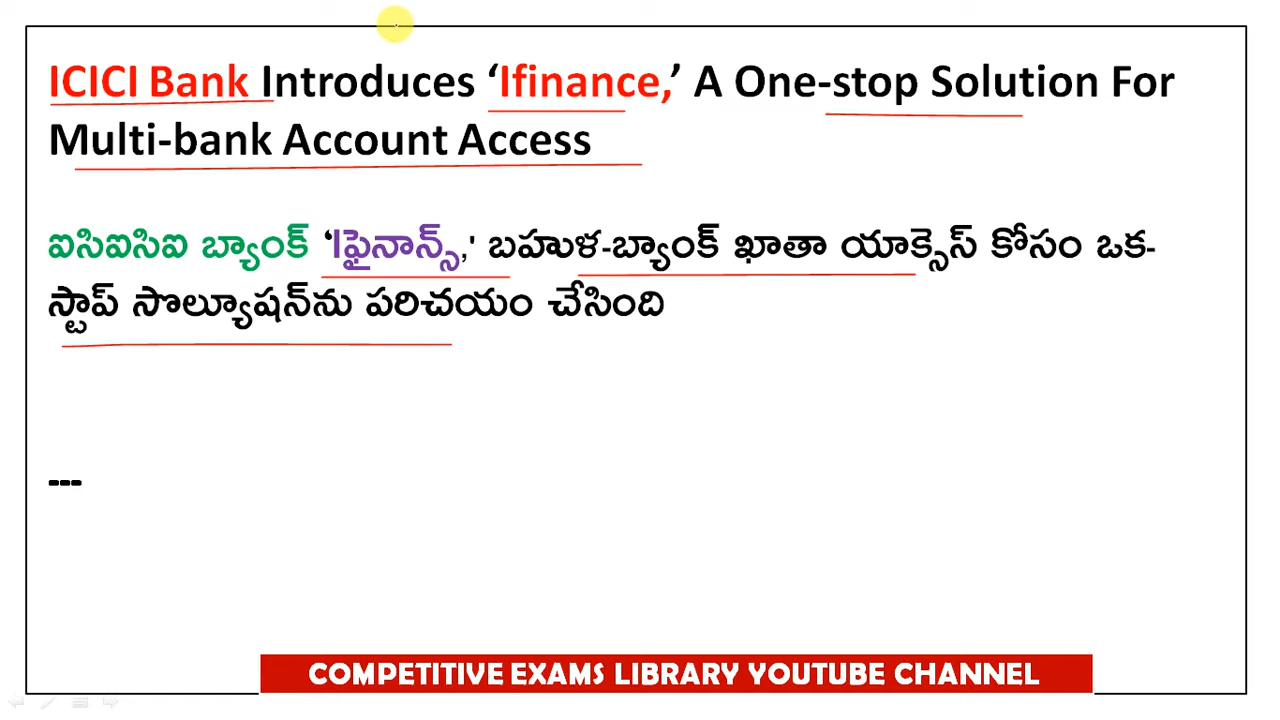 ICICI Bank Introduces ‘Ifinance,’ A One-stop Solution For
Multi-bank Account Access
ఐసిఐసిఐ బ్యాంక్ ‘Iఫైనాన్స్,' బహుళ-బ్యాంక్ ఖాతా యాక్సెస్ కోసం ఒక-
స్టాప్ సొల్యూషన్‌ను పరిచయం చేసింది
---
COMPETITIVE EXAMS LIBRARY YOUTUBE CHANNEL